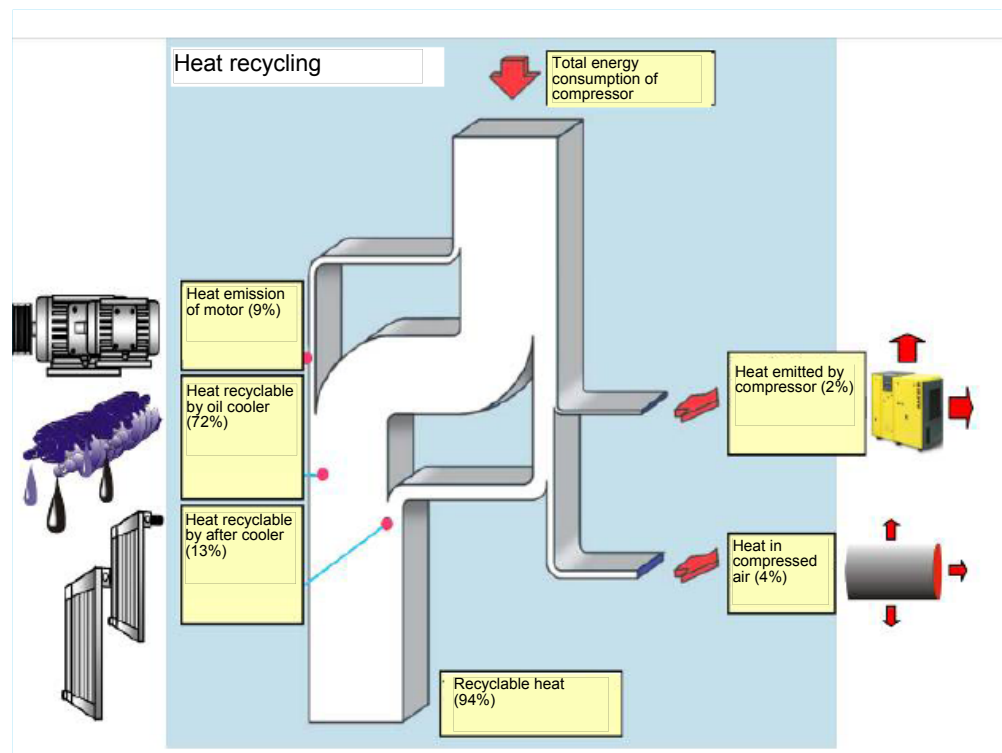 Heat recycling
Total energy
consumption of
compressor
Heat emission
of motor (9%)
Heat recyclable
by oil cooler
(72%)
Heat recyclable
by after cooler
(13%)
Heat emitted by
compressor (2%)
Heat in
compressed
air (4%)
Recyclable heat
(94%)